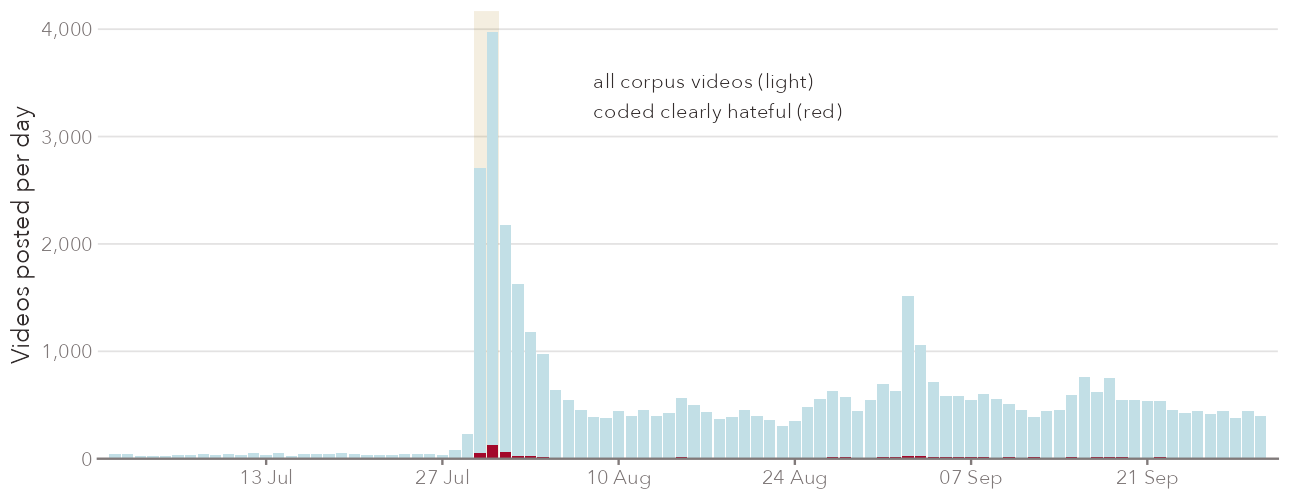 4,000
all corpus videos (light)
coded clearly hateful (red)
3,000
Videos posted per day
2,000
1,000
0
13 Jul
27 Jul
10 Aug
24 Aug
07 Sep
21 Sep